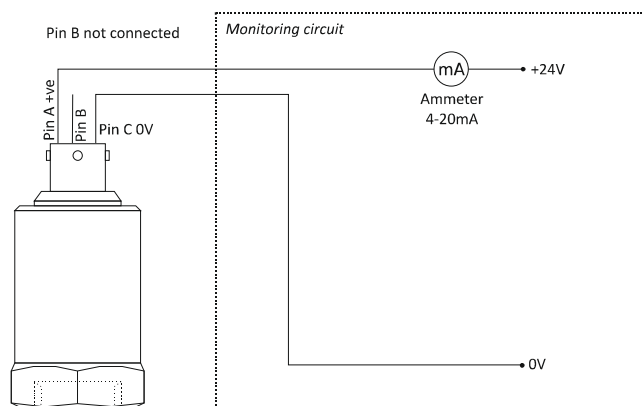 Pin B not connected
Monitoring circuit
mA
+24V
Ammeter
4-20mA
Pin A +ve
Pin B
Pin C 0V
0V